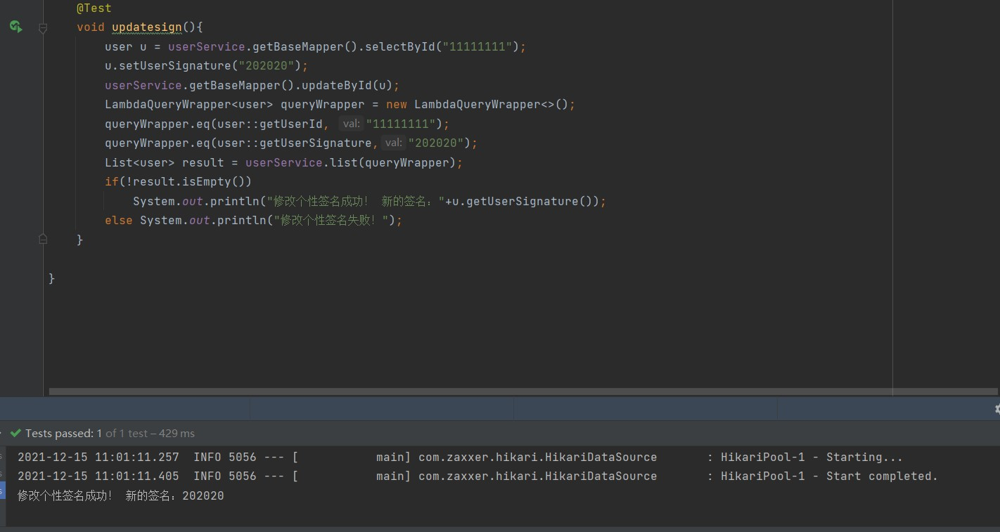 @Test
void updatesign(){
user u = userService.getBaseMapper().selectById("11111111");
u.setUserSignature("202020");
userService.getBaseMapper().updateById(u);
LambdaQueryWrapper<user> queryWrapper = new LambdaQueryWrapper<>();
queryWrapper.eq(user::getUserId, val: "11111111");
queryWrapper.eq(user::getUserSignature, val: "202020");
List<user> result = userService.list(queryWrapper);
if(!result.isEmpty())
System.out.println("修改个性签名成功！ 新的签名："+u.getUserSignature());
else System.out.println("修改个性签名失败！");
}
}
Tests passed: 1 of 1 test – 429 ms
2021-12-15 11:01:11.257  INFO 5056 --- [           main] com.zaxxer.hikari.HikariDataSource       : HikariPool-1 - Starting...
2021-12-15 11:01:11.405  INFO 5056 --- [           main] com.zaxxer.hikari.HikariDataSource       : HikariPool-1 - Start completed.
修改个性签名成功！ 新的签名：202020